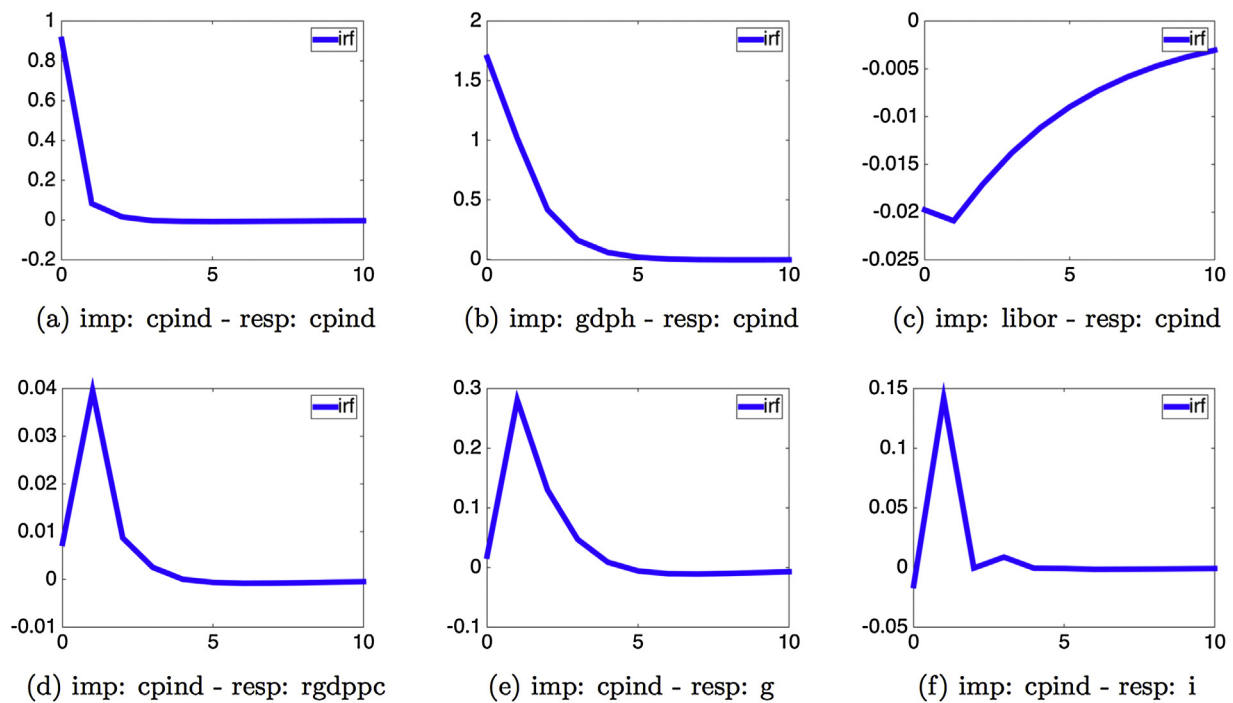 1
0.8
0.6
0.4
0.2
0
-0.2
0 5 10
irf
(a) imp: cpind - resp: cpind
2
1.5
1
0.5
0
0 5 10
irf
(b) imp: gdph - resp: cpind
0
-0.005
-0.01
-0.015
-0.02
-0.025
0 5 10
irf
(c) imp: libor - resp: cpind
0.04
0.03
0.02
0.01
0
-0.01
0 5 10
irf
(d) imp: cpind - resp: rgdppc
0.3
0.2
0.1
0
-0.1
0 5 10
irf
(e) imp: cpind - resp: g
0.15
0.1
0.05
0
-0.05
0 5 10
irf
(f) imp: cpind - resp: i